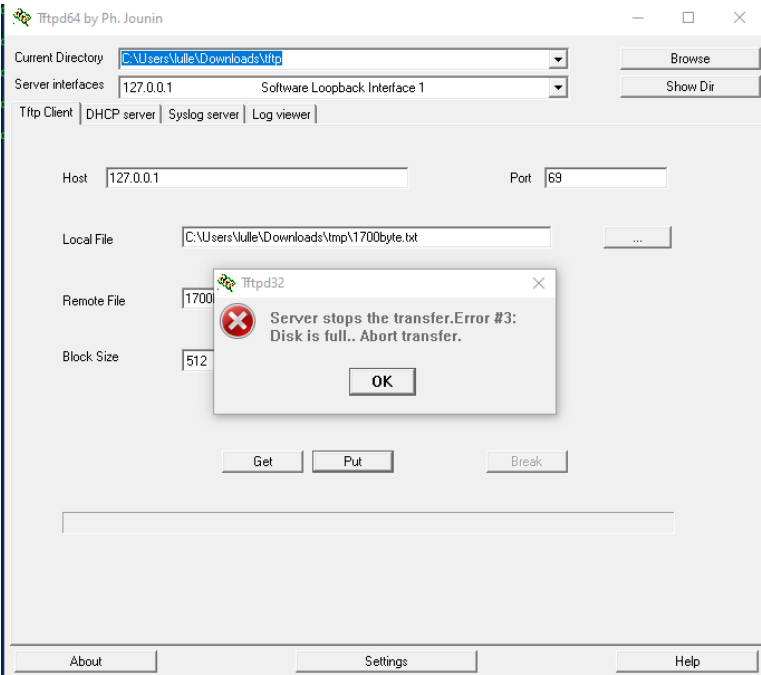 Tftpd64 by Ph. Jounin
Current Directory C:\Users\lulle\Downloads\tftp Browse
Server interfaces 127.0.0.1 Software Loopback Interface 1 Show Dir
Tftp Client DHCP server Syslog server Log viewer
Host 127.0.0.1 Port 69
Local File C:\Users\lulle\Downloads\tmp\1700byte.txt ...
Tftpd32
Remote File 1700
Server stops the transfer.Error #3:
Disk is full.. Abort transfer.
Block Size 512
OK
Get Put Break
About Settings Help